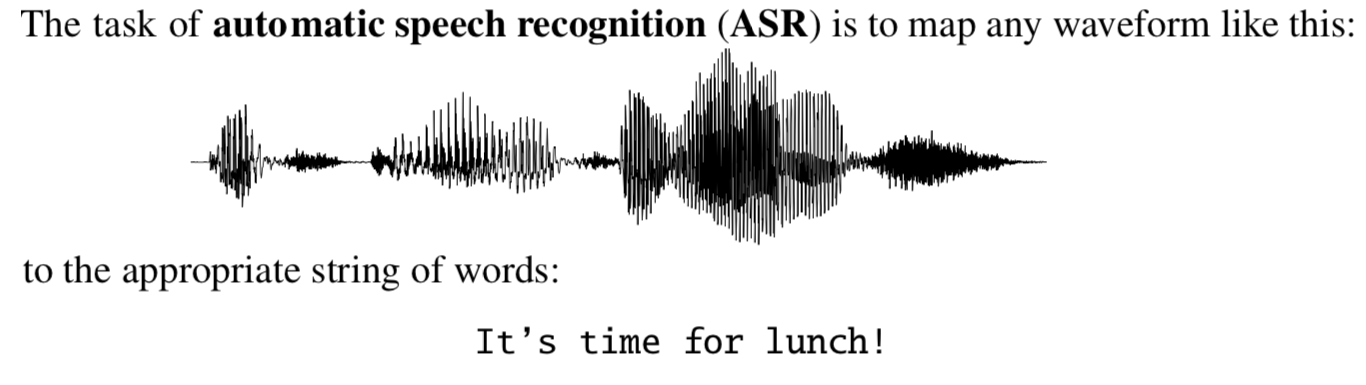 The task of automatic speech recognition (ASR) is to map any waveform like this:
to the appropriate string of words:
It’s time for lunch!